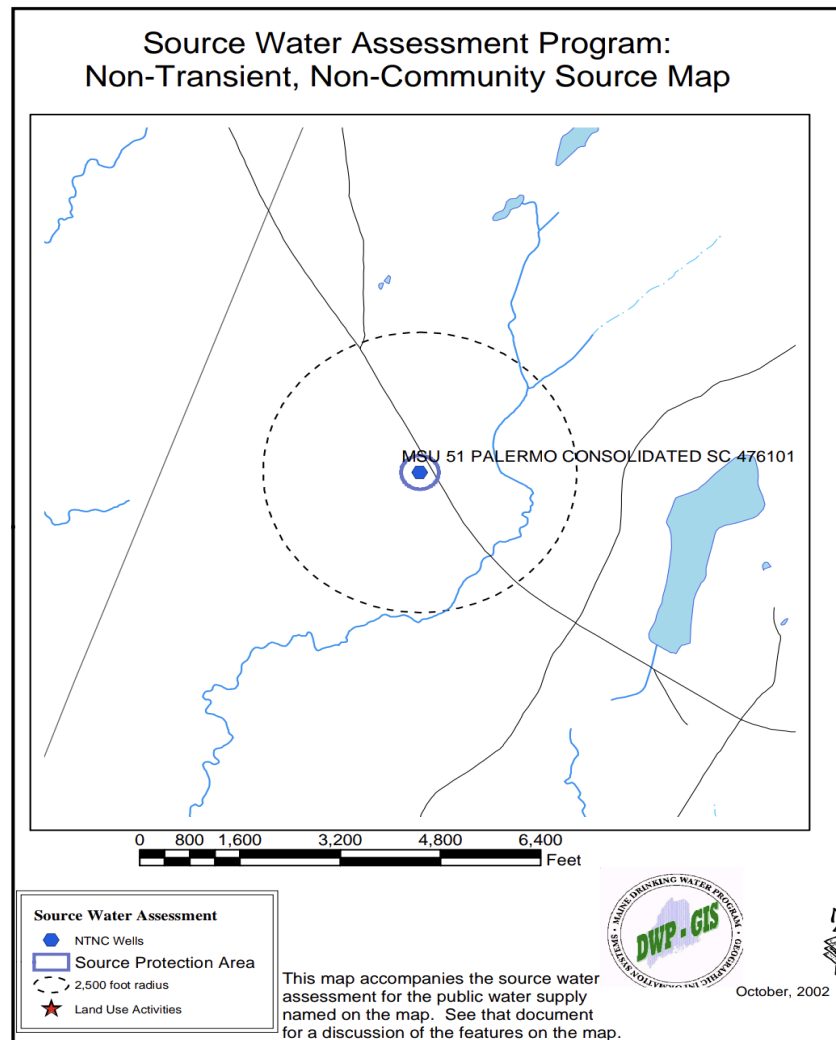 Source Water Assessment Program:
Non-Transient, Non-Community Source Map
MSU 51 PALERMO CONSOLIDATED SC 476101
0 800 1,600 3,200 4,800 6,400
Feet
Source Water Assessment
NTNC Wells
Source Protection Area
2,500 foot radius
Land Use Activities
This map accompanies the source water
assessment for the public water supply
named on the map. See that document
for a discussion of the features on the map.
MAINE DRINKING WATER PROGRAM • GEOGRAPHIC INFORMATION SYSTEMS •
DWP - GIS
October, 2002